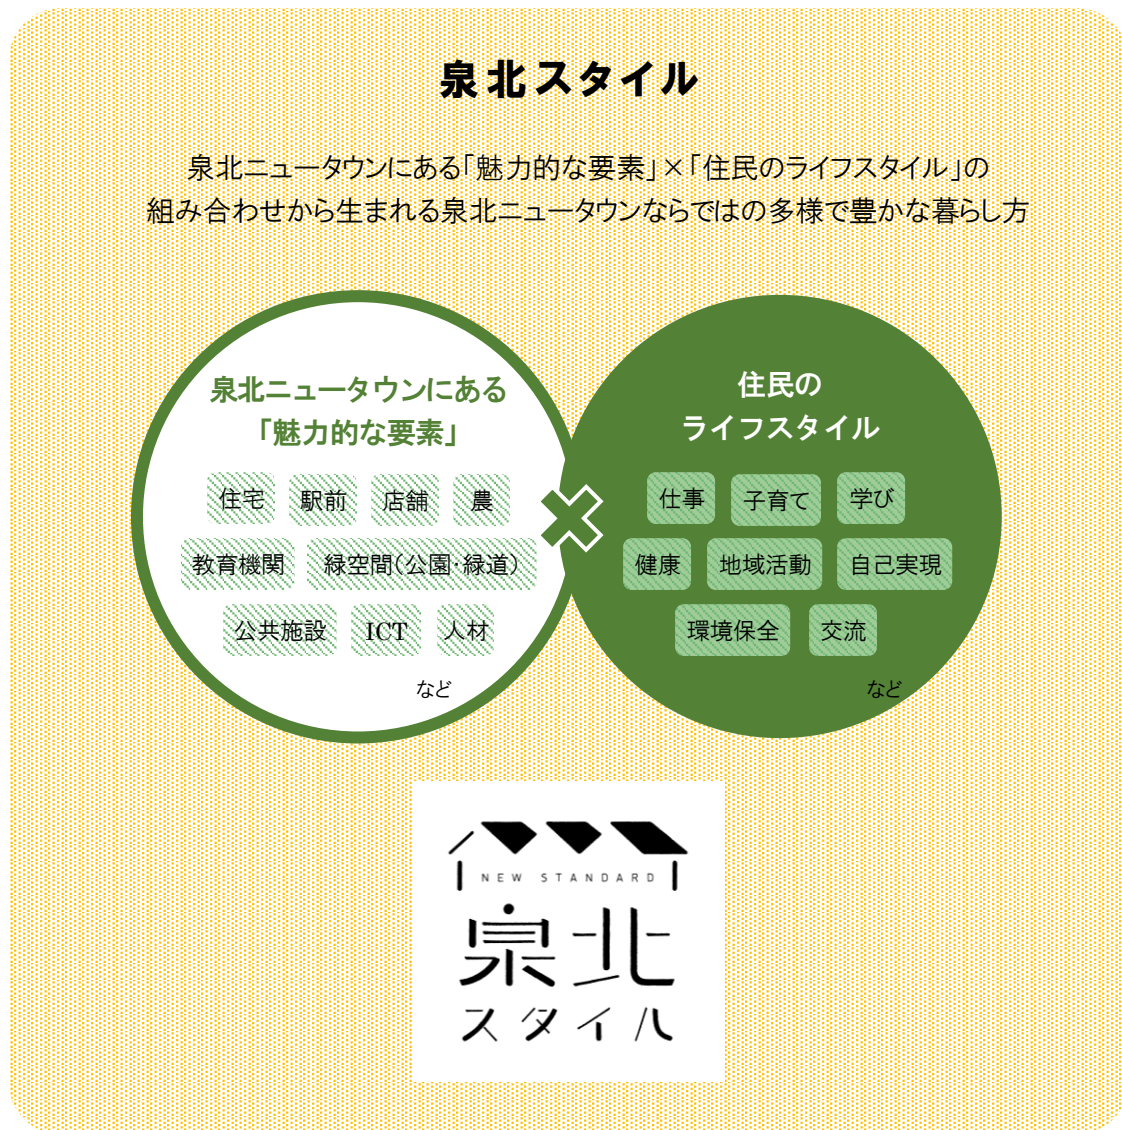 泉北スタイル
泉北ニュータウンにある「魅力的な要素」×「住民のライフスタイル」の
組み合わせから生まれる泉北ニュータウンならではの多様で豊かな暮らし方
泉北ニュータウンにある
「魅力的な要素」
住宅
駅前
店舗
農
教育機関
緑空間(公園・緑道)
公共施設
ICT
人材
など
×
住民の
ライフスタイル
仕事
子育て
学び
健康
地域活動
自己実現
環境保全
交流
など
NEW STANDARD
泉北
スタイル